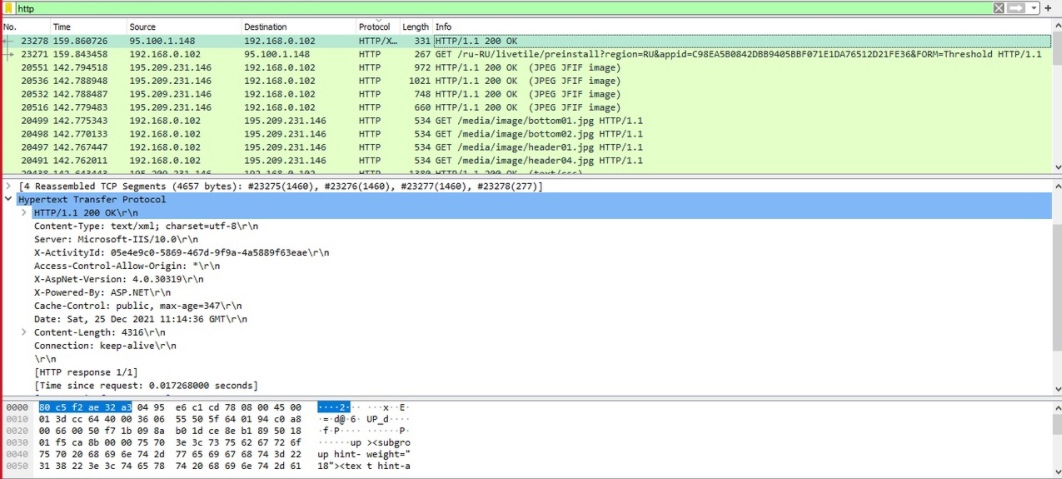 http
No. Time Source Destination Protocol Length Info
23278 159.860726 95.100.1.148 192.168.0.102 HTTP/X… 331 HTTP/1.1 200 OK
23271 159.843458 192.168.0.102 95.100.1.148 HTTP 267 GET /ru-RU/livetile/preinstall?region=RU&appid=C98EA5B0842DBB9405BBF071E1DA76512D21FE36&FORM=Threshold HTTP/1.1
20551 142.794518 195.209.231.146 192.168.0.102 HTTP 972 HTTP/1.1 200 OK (JPEG JFIF image)
20536 142.788948 195.209.231.146 192.168.0.102 HTTP 1021 HTTP/1.1 200 OK (JPEG JFIF image)
20532 142.788487 195.209.231.146 192.168.0.102 HTTP 748 HTTP/1.1 200 OK (JPEG JFIF image)
20516 142.779483 195.209.231.146 192.168.0.102 HTTP 660 HTTP/1.1 200 OK (JPEG JFIF image)
20499 142.775343 192.168.0.102 195.209.231.146 HTTP 534 GET /media/image/bottom01.jpg HTTP/1.1
20498 142.770133 192.168.0.102 195.209.231.146 HTTP 534 GET /media/image/bottom02.jpg HTTP/1.1
20497 142.767447 192.168.0.102 195.209.231.146 HTTP 534 GET /media/image/header01.jpg HTTP/1.1
20491 142.762011 192.168.0.102 195.209.231.146 HTTP 534 GET /media/image/header04.jpg HTTP/1.1
20438 142.643443 195.209.231.146 192.168.0.102 HTTP 1380 HTTP/1.1 200 OK (text/css)
[4 Reassembled TCP Segments (4657 bytes): #23275(1460), #23276(1460), #23277(1460), #23278(277)]
Hypertext Transfer Protocol
HTTP/1.1 200 OK\r\n
Content-Type: text/xml; charset=utf-8\r\n
Server: Microsoft-IIS/10.0\r\n
X-ActivityId: 05e4e9c0-5869-467d-9f9a-4a5889f63eae\r\n
Access-Control-Allow-Origin: *\r\n
X-AspNet-Version: 4.0.30319\r\n
X-Powered-By: ASP.NET\r\n
Cache-Control: public, max-age=347\r\n
Date: Sat, 25 Dec 2021 11:14:36 GMT\r\n
Content-Length: 4316\r\n
Connection: keep-alive\r\n
\r\n
[HTTP response 1/1]
[Time since request: 0.017268000 seconds]
0000 80 c5 f2 ae 32 a3 04 95 e6 c1 cd 78 08 00 45 00 ····2· ·· ···x··E·
0010 01 3d cc 64 40 00 36 06 55 50 5f 64 01 94 c0 a8 ·=·d@·6· UP_d····
0020 00 66 00 50 f7 1b 09 8a b0 1d ce 8e b1 89 50 18 ·f·P···· ······P·
0030 01 f5 ca 8b 00 00 75 70 3e 3c 73 75 62 67 72 6f ······up ><subgro
0040 75 70 20 68 69 6e 74 2d 77 65 69 67 68 74 3d 22 up hint- weight="
0050 31 38 22 3e 3c 74 65 78 74 20 68 69 6e 74 2d 61 18"><tex t hint-a